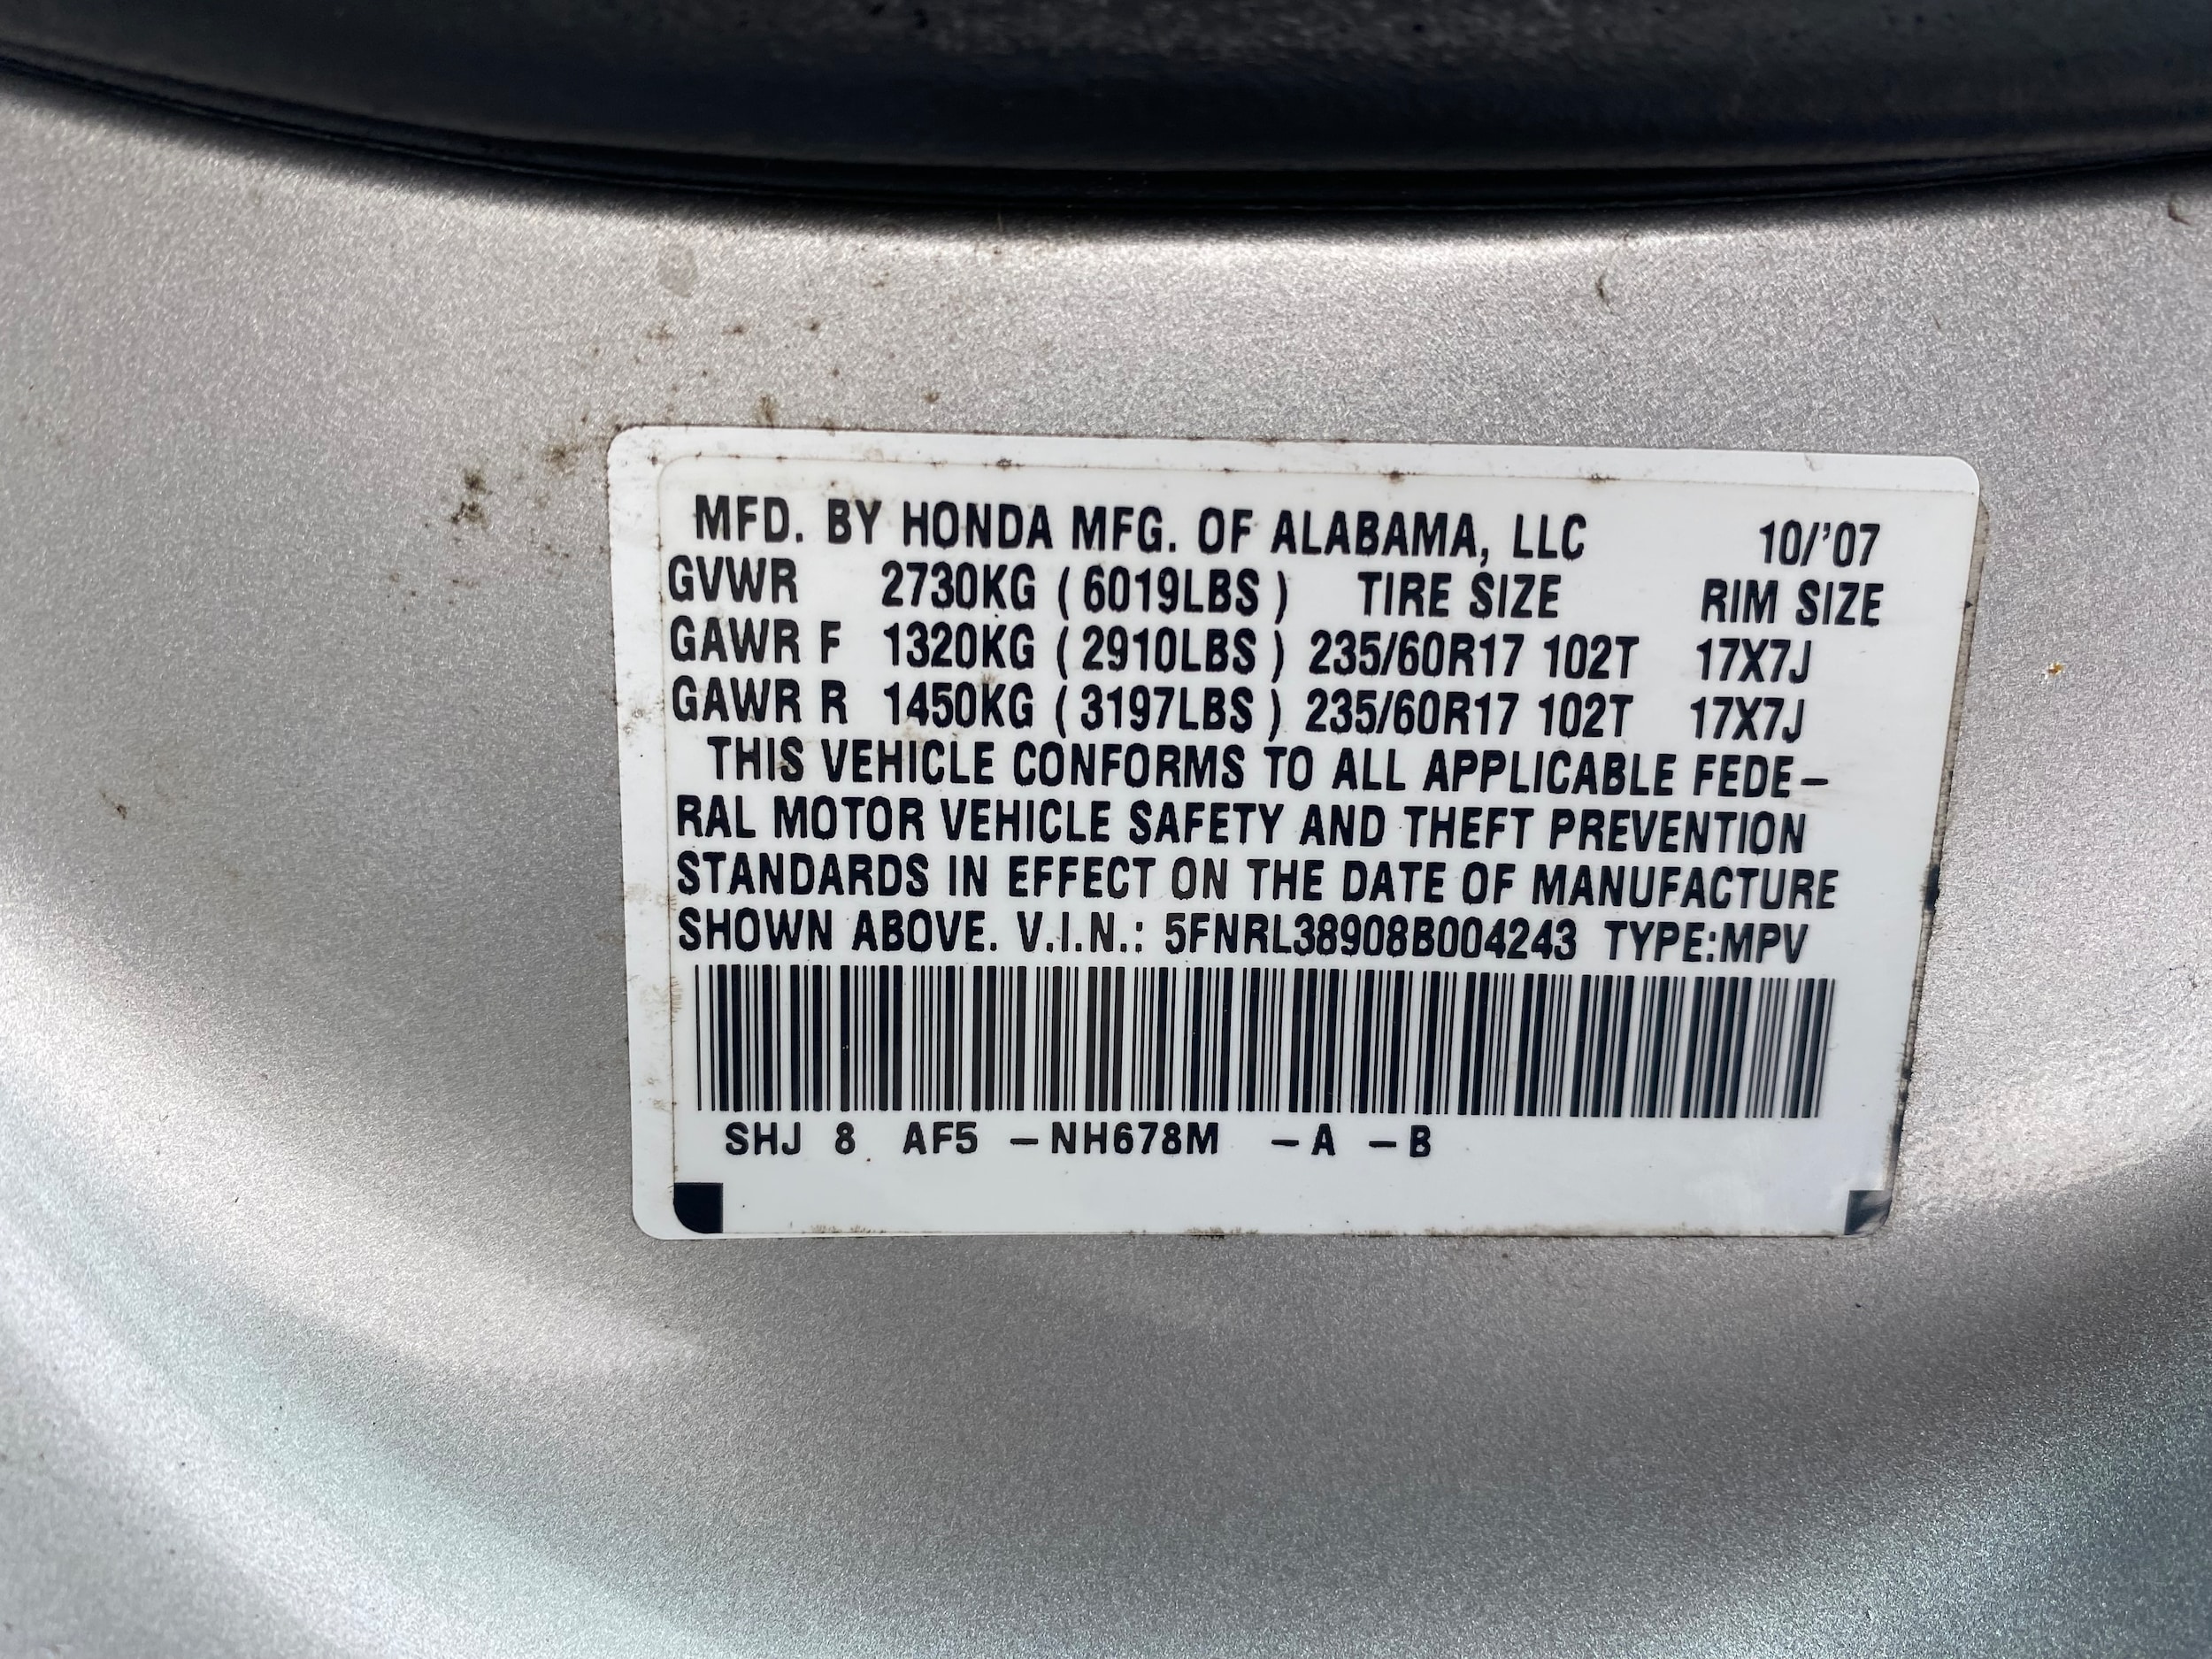 MFD. BY HONDA MFG. OF ALABAMA, LLC 10/'07
GVWR 2730KG ( 6019LBS ) TIRE SIZE RIM SIZE
GAWR F 1320KG ( 2910LBS ) 235/60R17 102T 17X7J
GAWR R 1450KG ( 3197LBS ) 235/60R17 102T 17X7J
THIS VEHICLE CONFORMS TO ALL APPLICABLE FEDE-
RAL MOTOR VEHICLE SAFETY AND THEFT PREVENTION
STANDARDS IN EFFECT ON THE DATE OF MANUFACTURE
SHOWN ABOVE. V.I.N.: 5FNRL38908B004243 TYPE:MPV
SHJ 8 AF5 -NH678M -A -B